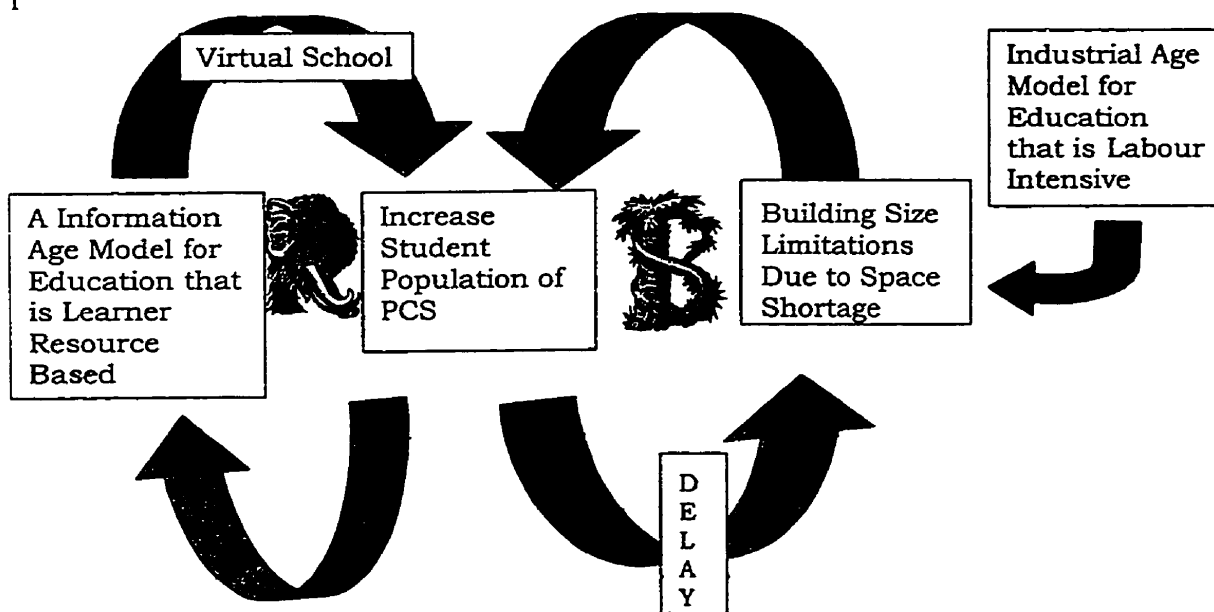 Virtual School
Industrial Age
Model for
Education
that is Labour
Intensive
A Information
Age Model for
Education that
is Learner
Resource
Based
R
Increase
Student
Population of
PCS
B
Building Size
Limitations
Due to Space
Shortage
D
E
L
A
Y